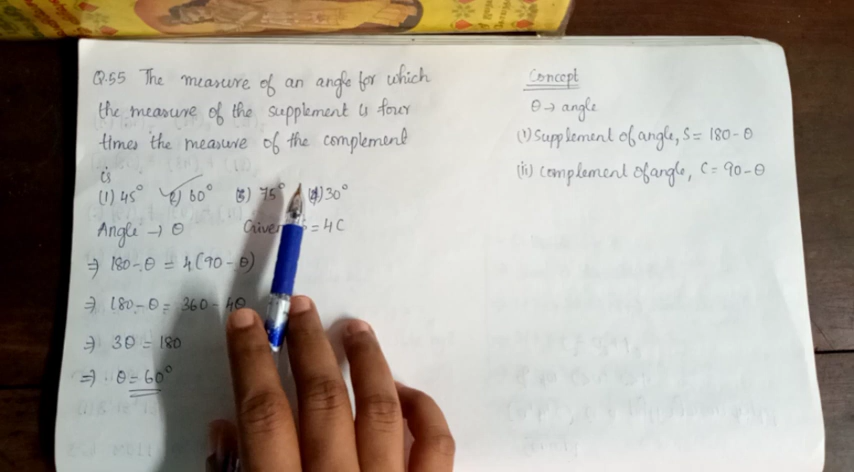 Q.55 The measure of an angle for which
the measure of the supplement is four
times the measure of the complement
is
(1) 45° (2) 60° (3) 75° (4) 30°
Angle → θ Given = 4C
⇒ 180 - θ = 4(90 - θ)
⇒ 180 - θ = 360 - 4θ
⇒ 3θ = 180
⇒ θ = 60°
Concept
θ → angle
(i) Supplement of angle, S = 180 - θ
(ii) Complement of angle, C = 90 - θ